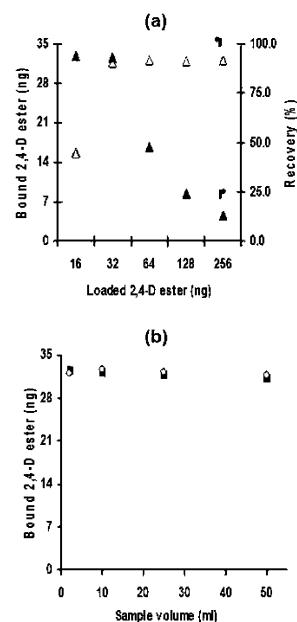 (a)
Bound 2,4-D ester (ng)
35
28
21
14
7
0
100.0
75.0
50.0
25.0
0.0
Recovery (%)
16 32 64 128 256
Loaded 2,4-D ester (ng)
(b)
Bound 2,4-D ester (ng)
35
28
21
14
7
0
0 10 20 30 40 50
Sample volume (ml)